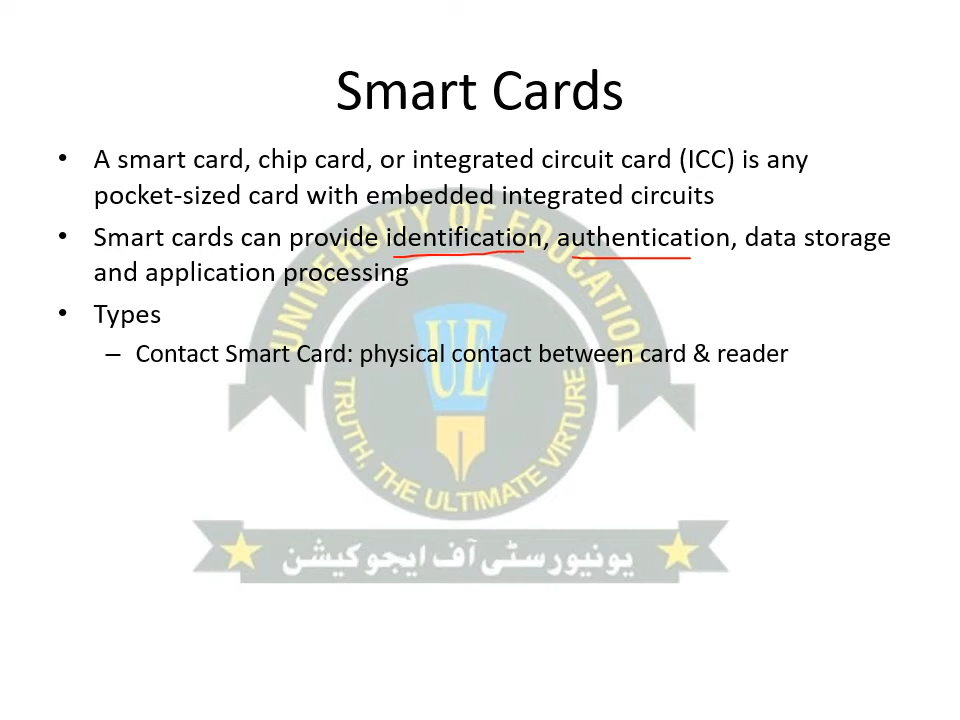 Smart Cards
• A smart card, chip card, or integrated circuit card (ICC) is any
pocket-sized card with embedded integrated circuits
• Smart cards can provide identification, authentication, data storage
and application processing
• Types
– Contact Smart Card: physical contact between card & reader
UNIVERSITY OF EDUCATION
UE
TRUTH, THE ULTIMATE VIRTURE
یونیورسٹی آف ایجوکیشن